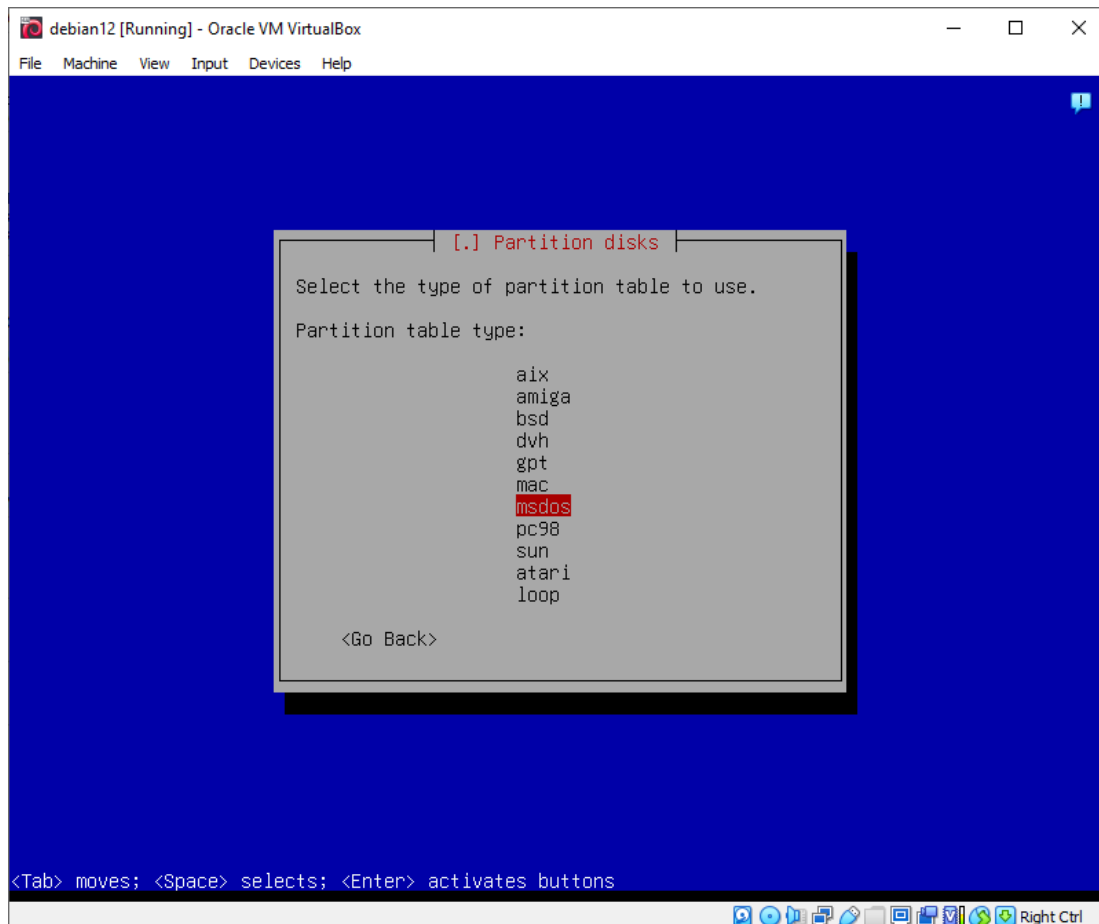 debian12 [Running] - Oracle VM VirtualBox
File Machine View Input Devices Help
[.] Partition disks
Select the type of partition table to use.
Partition table type:
aix
amiga
bsd
dvh
gpt
mac
msdos
pc98
sun
atari
loop
<Go Back>
<Tab> moves; <Space> selects; <Enter> activates buttons
Right Ctrl